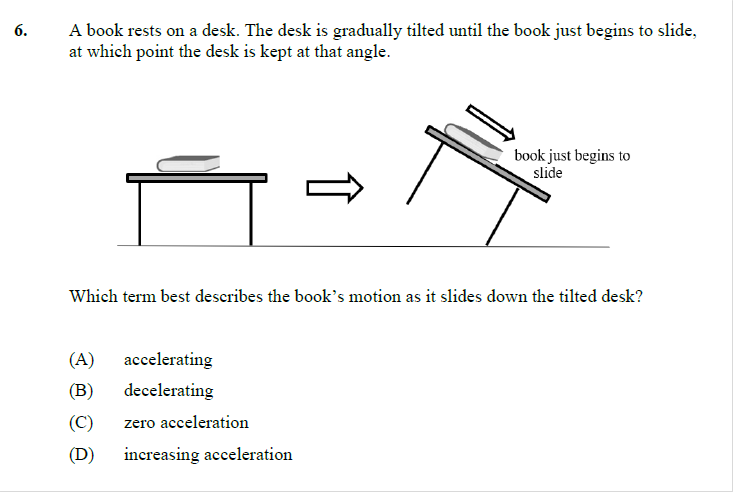 6. A book rests on a desk. The desk is gradually tilted until the book just begins to slide,
at which point the desk is kept at that angle.
book just begins to
slide
Which term best describes the book’s motion as it slides down the tilted desk?
(A) accelerating
(B) decelerating
(C) zero acceleration
(D) increasing acceleration